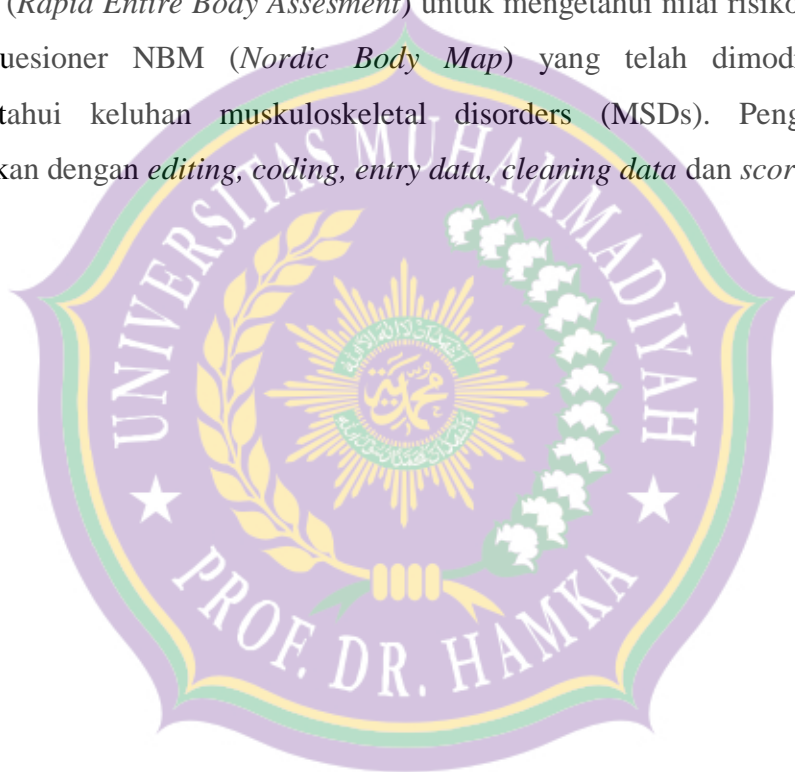 (Rapid Entire Body Assesment) untuk mengetahui nilai risiko
uesioner NBM (Nordic Body Map) yang telah dimod
tahui keluhan muskuloskeletal disorders (MSDs). Peng
kan dengan editing, coding, entry data, cleaning data dan scor
UNIVERSITAS MUHAMMADIYAH
PROF. DR. HAMKA